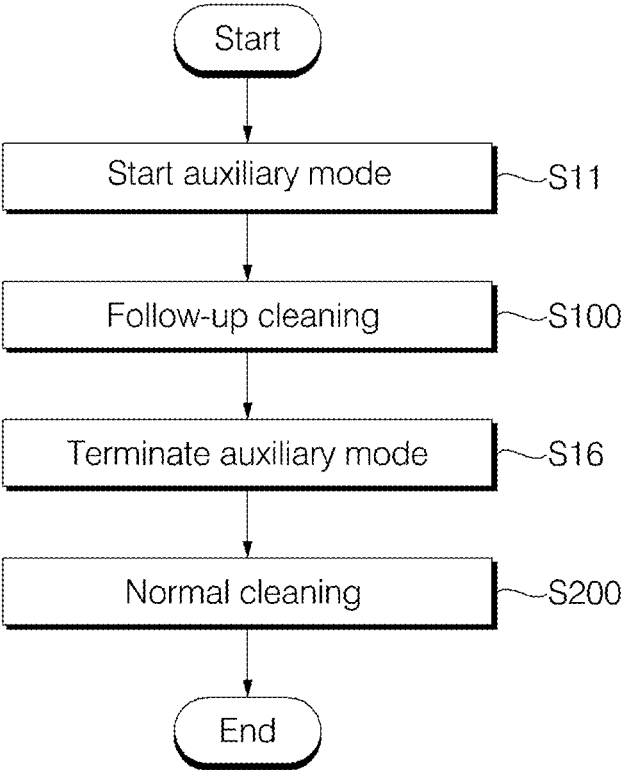 Start
Start auxiliary mode S11
Follow-up cleaning S100
Terminate auxiliary mode S16
Normal cleaning S200
End